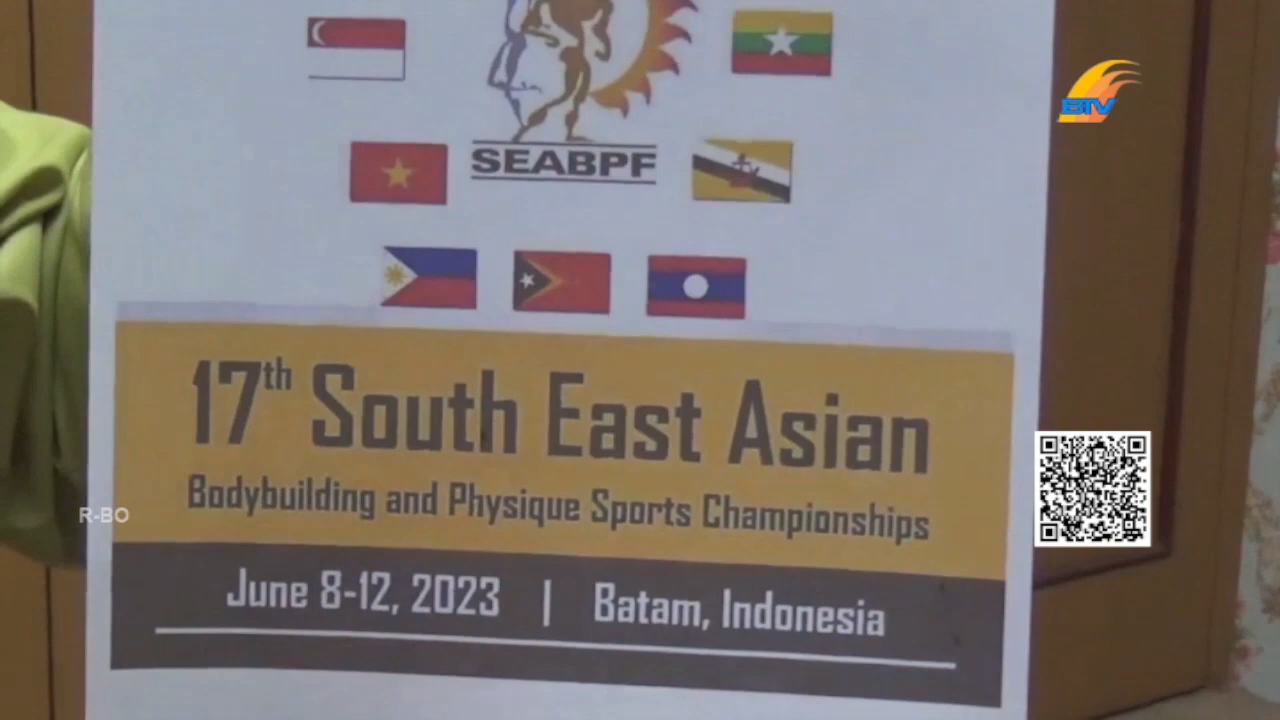 BTV
SEABPF
17th South East Asian
Bodybuilding and Physique Sports Championships
R-BO
June 8-12, 2023 | Batam, Indonesia